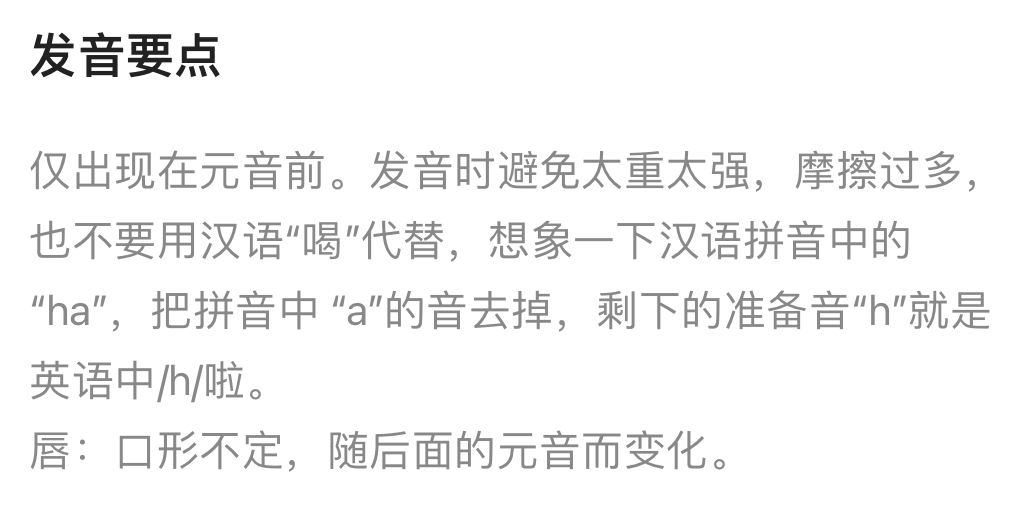 发音要点
仅出现在元音前。发音时避免太重太强，摩擦过多，
也不要用汉语“喝”代替，想象一下汉语拼音中的
“ha”，把拼音中 “a”的音去掉，剩下的准备音“h”就是
英语中/h/啦。
唇：口形不定，随后面的元音而变化。